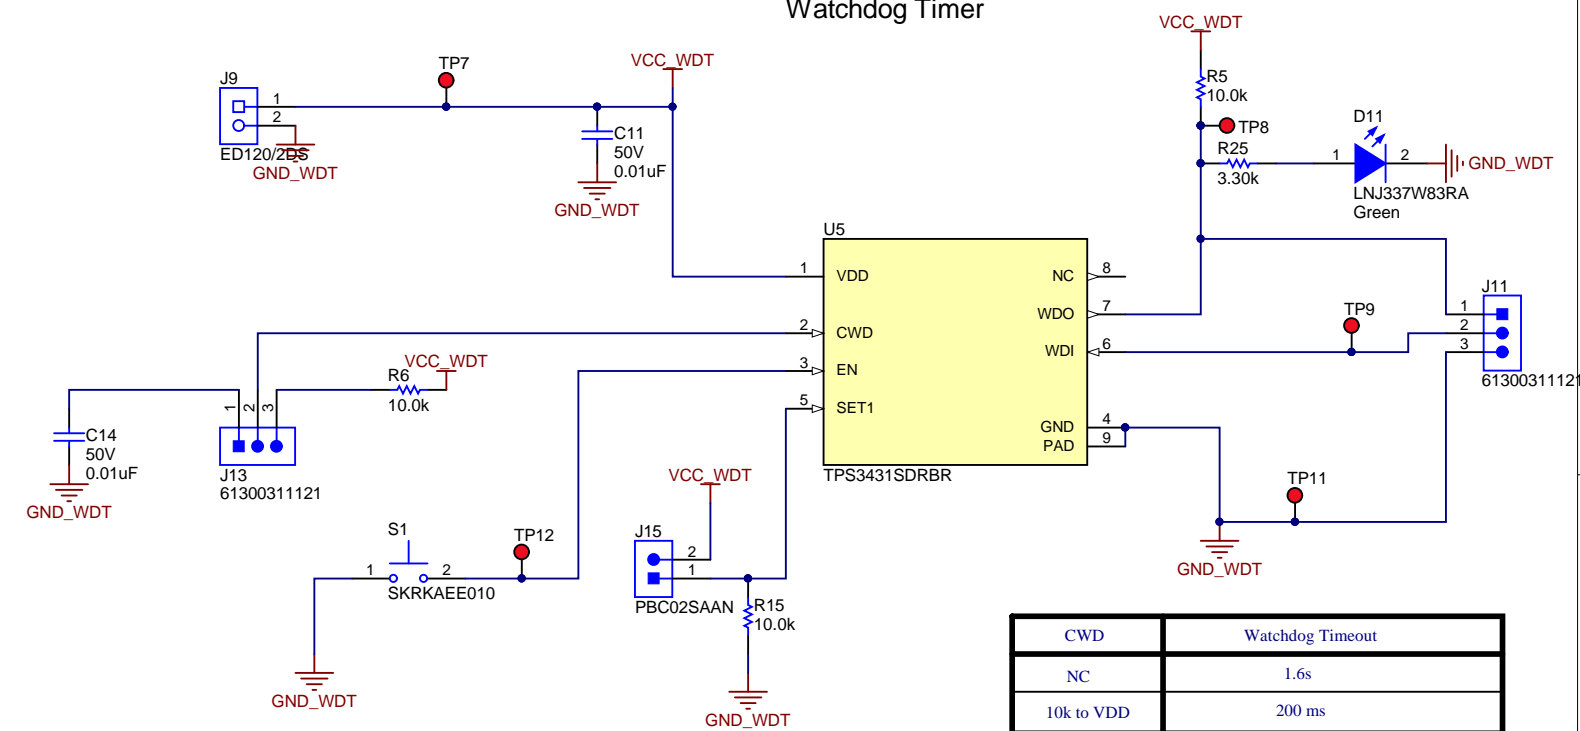 Watchdog Timer
VCC_WDT
TP7
VCC_WDT
J9
1
2
ED120/2DS
GND_WDT
C11
50V
0.01uF
GND_WDT
R5
10.0k
TP8
R25
3.30k
D11
1
2
GND_WDT
LNJ337W83RA
Green
U5
1
VDD
NC
8
WDO
7
2
CWD
WDI
6
3
EN
5
SET1
GND
4
PAD
9
TPS3431SDRBR
TP9
J11
1
2
3
61300311121
VCC_WDT
R6
10.0k
1
2
3
C14
50V
0.01uF
GND_WDT
J13
61300311121
S1
1
2
SKRKAEE010
TP12
GND_WDT
VCC_WDT
J15
2
1
PBC02SAAN
R15
10.0k
GND_WDT
TP11
GND_WDT
CWD
Watchdog Timeout
NC
1.6s
10k to VDD
200 ms